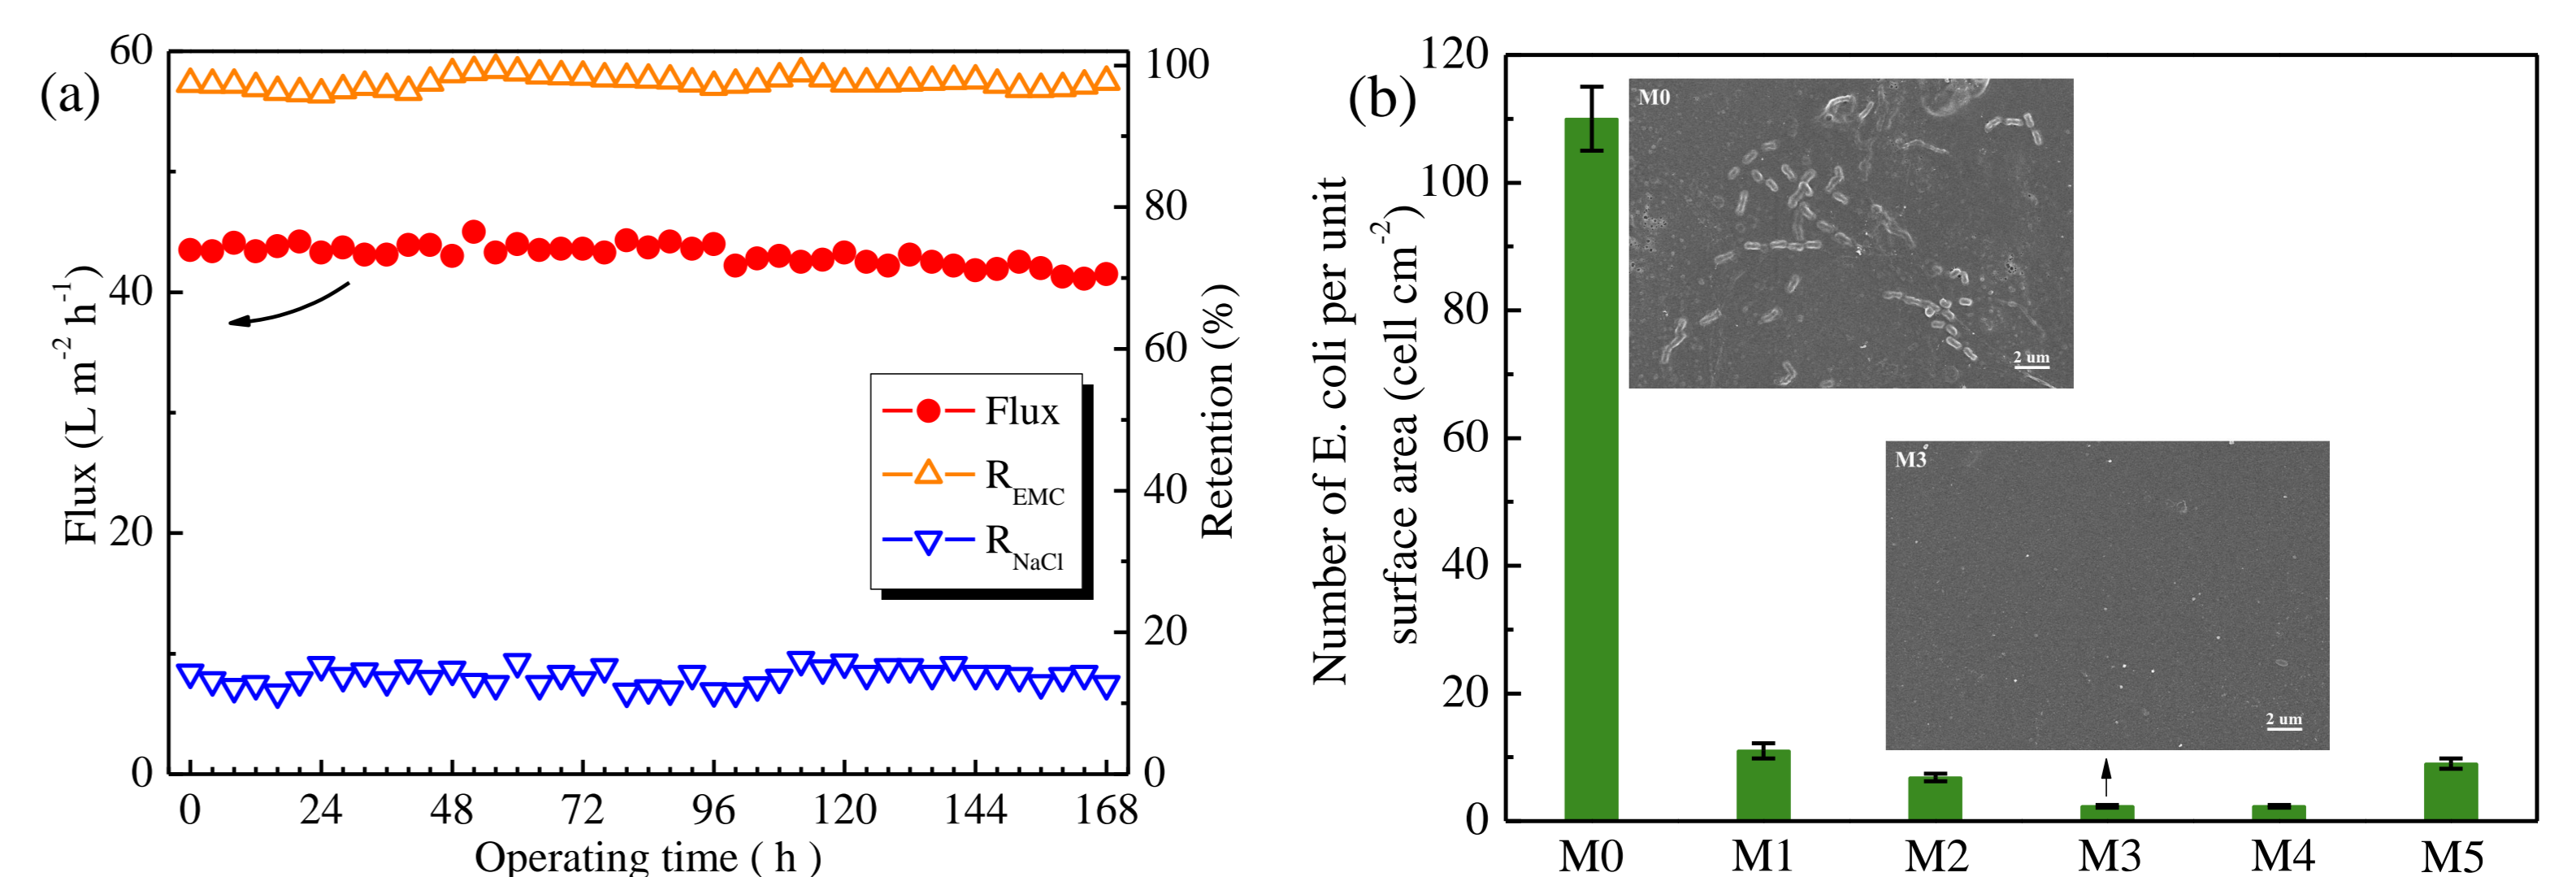 (a)
60
40
20
0
Flux (L m-2 h-1)
100
80
60
40
20
0
Retention (%)
Flux
REMC
RNaCl
0 24 48 72 96 120 144 168
Operating time ( h )
(b)
120
100
80
60
40
20
0
Number of E. coli per unit
surface area (cell cm-2)
M0
2 um
M3
2 um
M0 M1 M2 M3 M4 M5